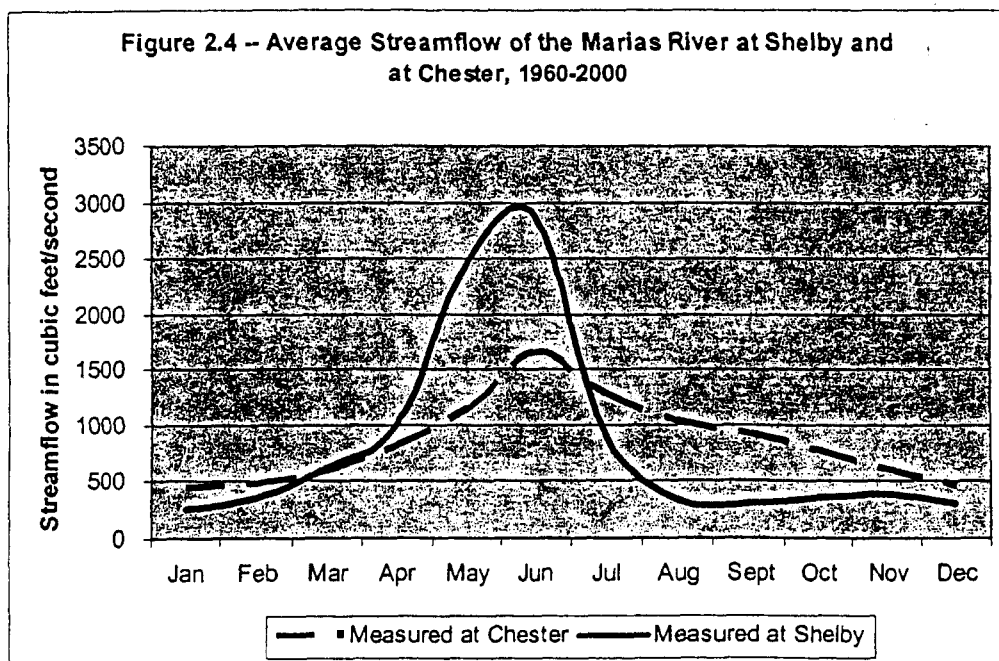 Figure 2.4 -- Average Streamflow of the Marias River at Shelby and
at Chester, 1960-2000
Streamflow in cubic feet/second
3500
3000
2500
2000
1500
1000
500
0
Jan Feb Mar Apr May Jun Jul Aug Sept Oct Nov Dec
Measured at Chester Measured at Shelby